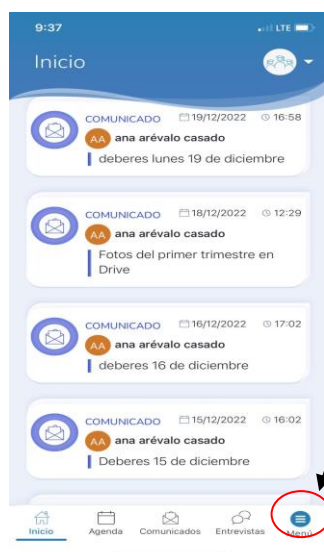 9:37 LTE
Inicio
COMUNICADO 19/12/2022 16:58
AA ana arévalo casado
deberes lunes 19 de diciembre
COMUNICADO 18/12/2022 12:29
AA ana arévalo casado
Fotos del primer trimestre en
Drive
COMUNICADO 16/12/2022 17:02
AA ana arévalo casado
deberes 16 de diciembre
COMUNICADO 15/12/2022 16:02
AA ana arévalo casado
Deberes 15 de diciembre
Inicio Agenda Comunicados Entrevistas Menú